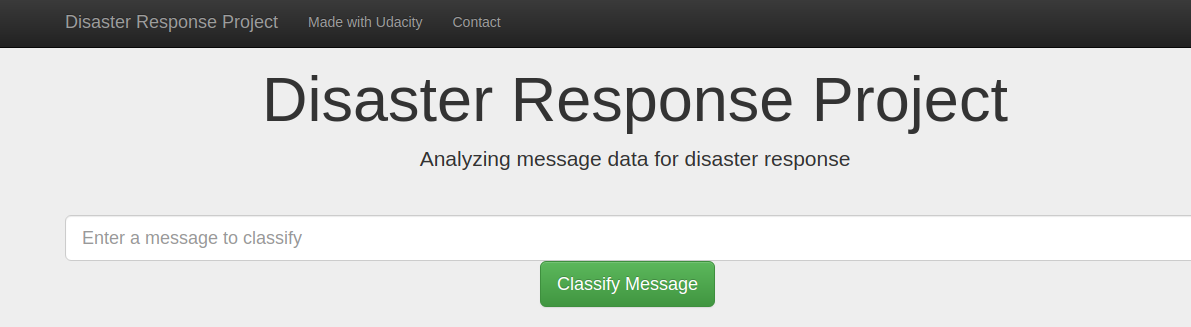 Disaster Response Project Made with Udacity Contact
Disaster Response Project
Analyzing message data for disaster response
Enter a message to classify
Classify Message